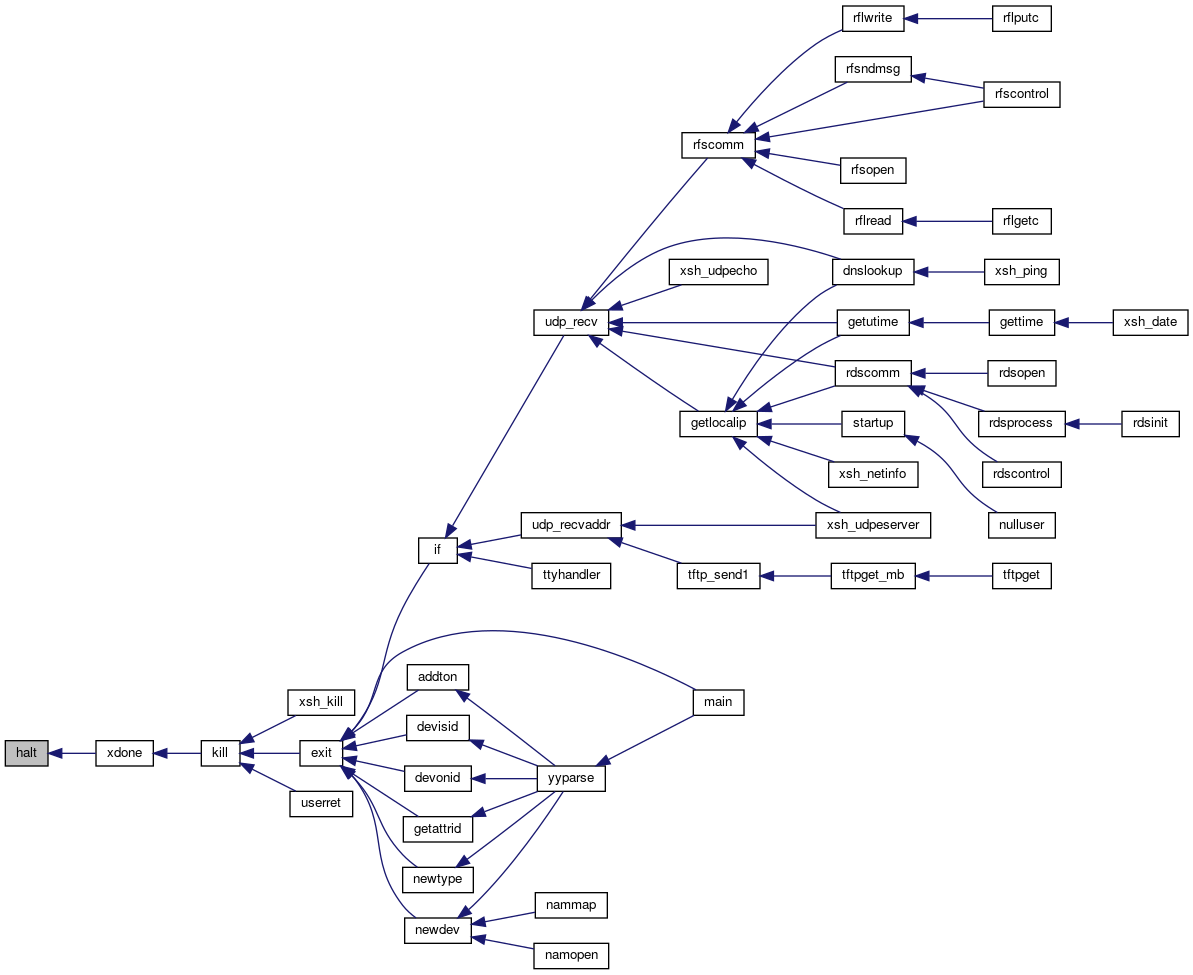 rflwrite
rflputc
rfsndmsg
rfscontrol
rfscomm
rfsopen
rflread
rflgetc
xsh_udpecho
dnslookup
xsh_ping
udp_recv
getutime
gettime
xsh_date
rdscomm
rdsopen
getlocalip
startup
rdsprocess
rdsinit
xsh_netinfo
rdscontrol
udp_recvaddr
xsh_udpeserver
nulluser
if
ttyhandler
tftp_send1
tftpget_mb
tftpget
addton
xsh_kill
main
devisid
halt
xdone
kill
exit
devonid
yyparse
userret
getattrid
newtype
nammap
newdev
namopen